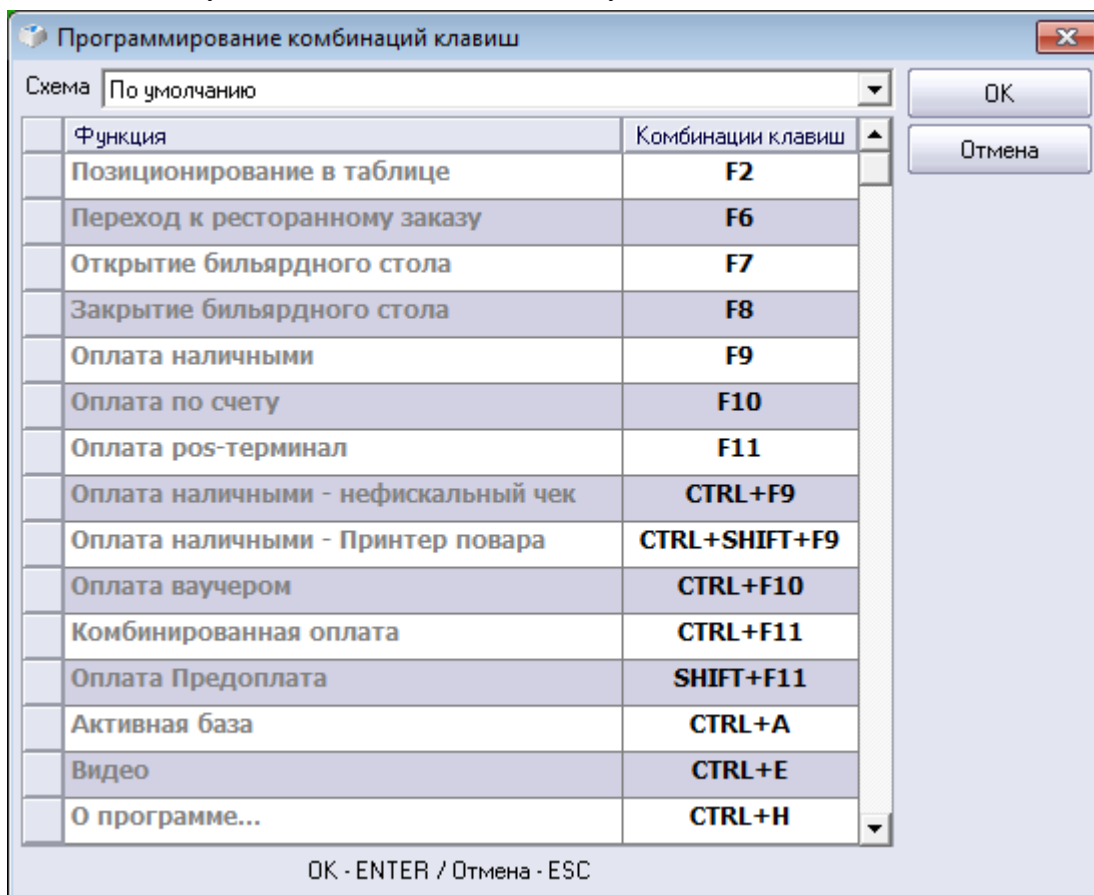 Программирование комбинаций клавиш
Схема По умолчанию OK
Функция Комбинации клавиш Отмена
Позиционирование в таблице F2
Переход к ресторанному заказу F6
Открытие бильярдного стола F7
Закрытие бильярдного стола F8
Оплата наличными F9
Оплата по счету F10
Оплата pos-терминал F11
Оплата наличными - нефискальный чек CTRL+F9
Оплата наличными - Принтер повара CTRL+SHIFT+F9
Оплата ваучером CTRL+F10
Комбинированная оплата CTRL+F11
Оплата Предоплата SHIFT+F11
Активная база CTRL+A
Видео CTRL+E
О программе... CTRL+H
OK - ENTER / Отмена - ESC